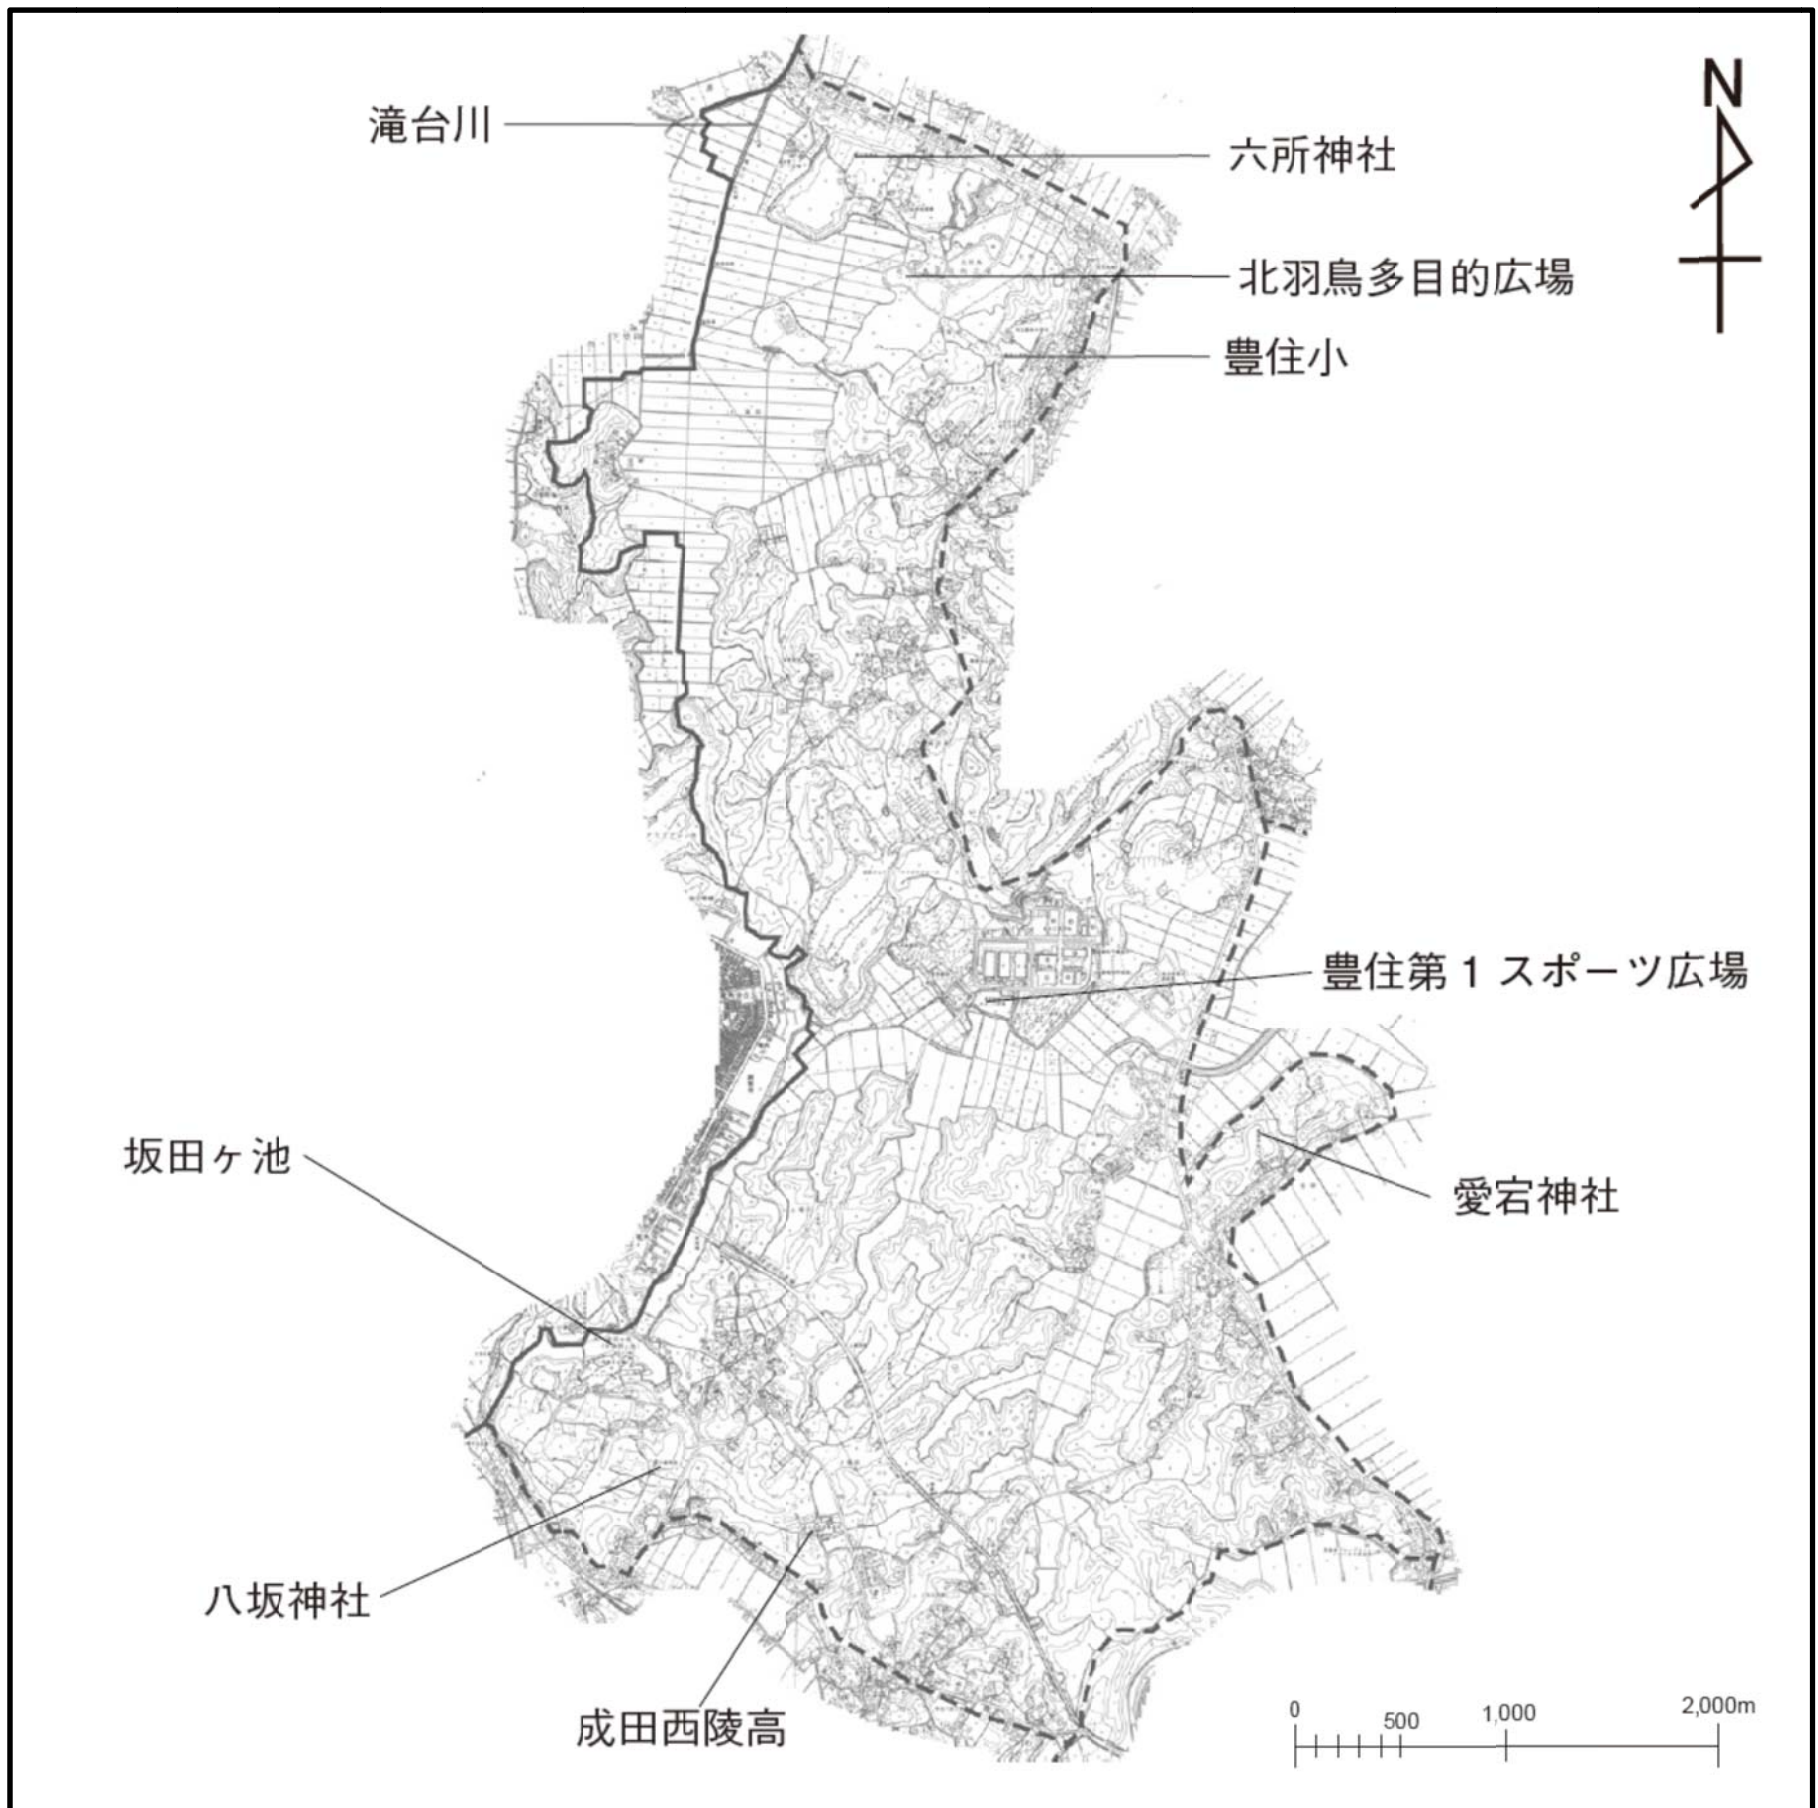 N
滝台川
六所神社
北羽鳥多目的広場
豊住小
豊住第1スポーツ広場
坂田ヶ池
愛宕神社
八坂神社
成田西陵高
0
500
1,000
2,000m